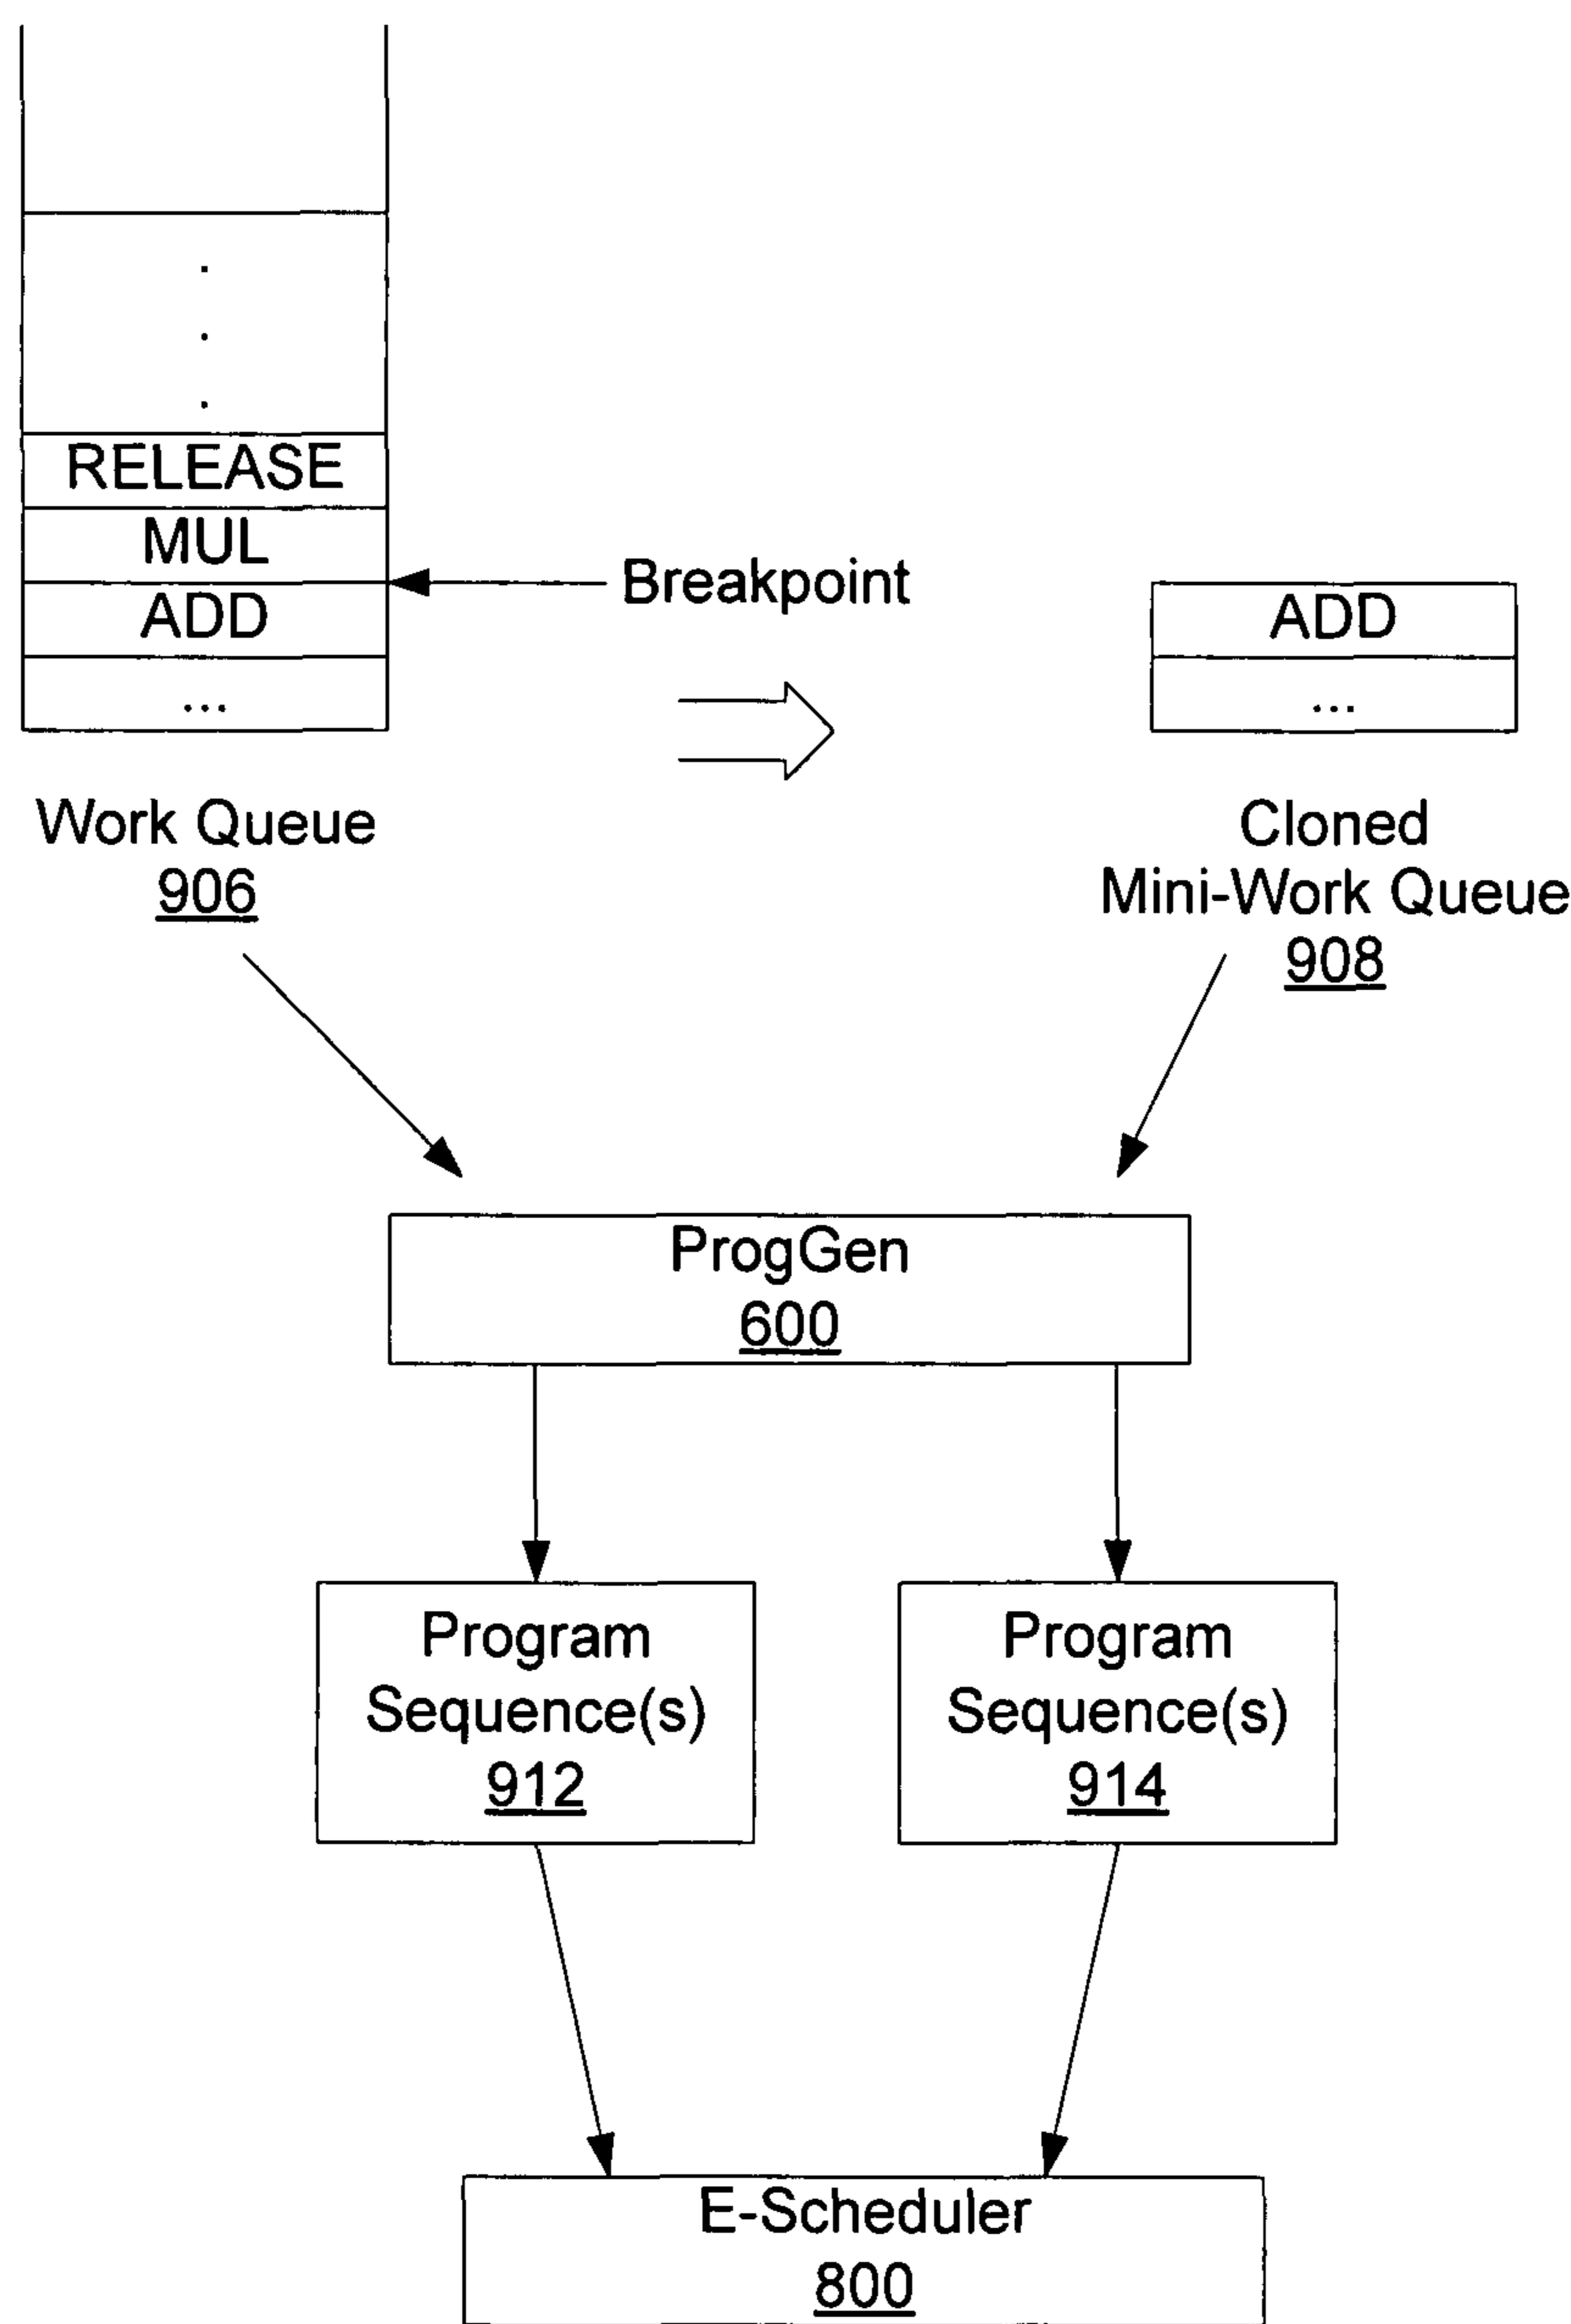 .
.
.
RELEASE
MUL
Breakpoint
ADD
...
ADD
...
Work Queue
906
Cloned
Mini-Work Queue
908
ProgGen
600
Program
Sequence(s)
912
Program
Sequence(s)
914
E-Scheduler
800